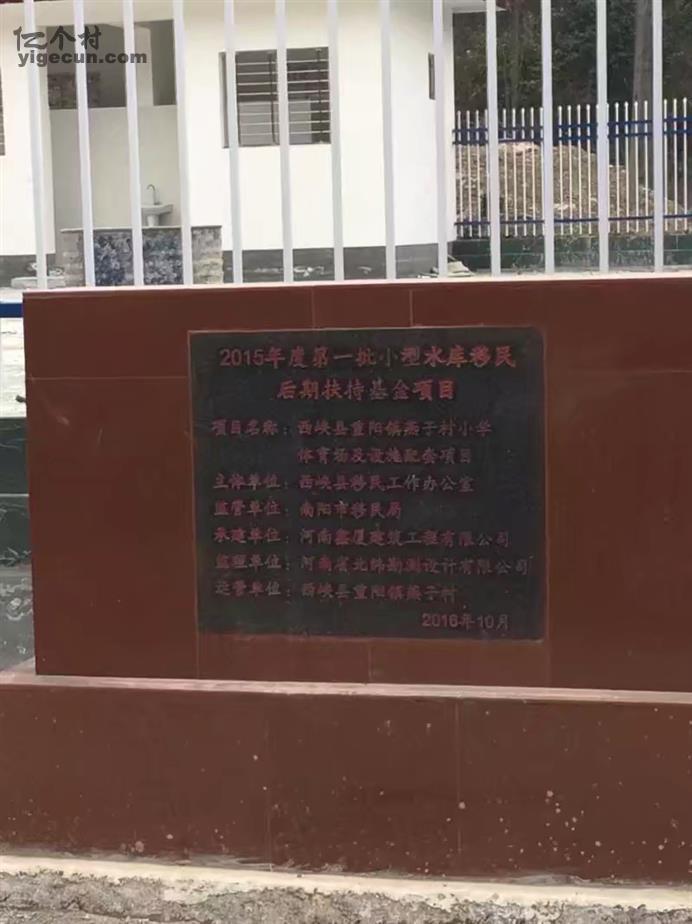 亿个村
yigecun.com
2015年度第一批小型水库移民
后期扶持基金项目
项目名称：西峡县重阳镇燕子村小学
体育场及设施配套项目
主体单位：西峡县移民工作办公室
监管单位：南阳市移民局
承建单位：河南鑫厦建筑工程有限公司
监理单位：河南省北纬勘测设计有限公司
运营单位：西峡县重阳镇燕子村
2016年10月